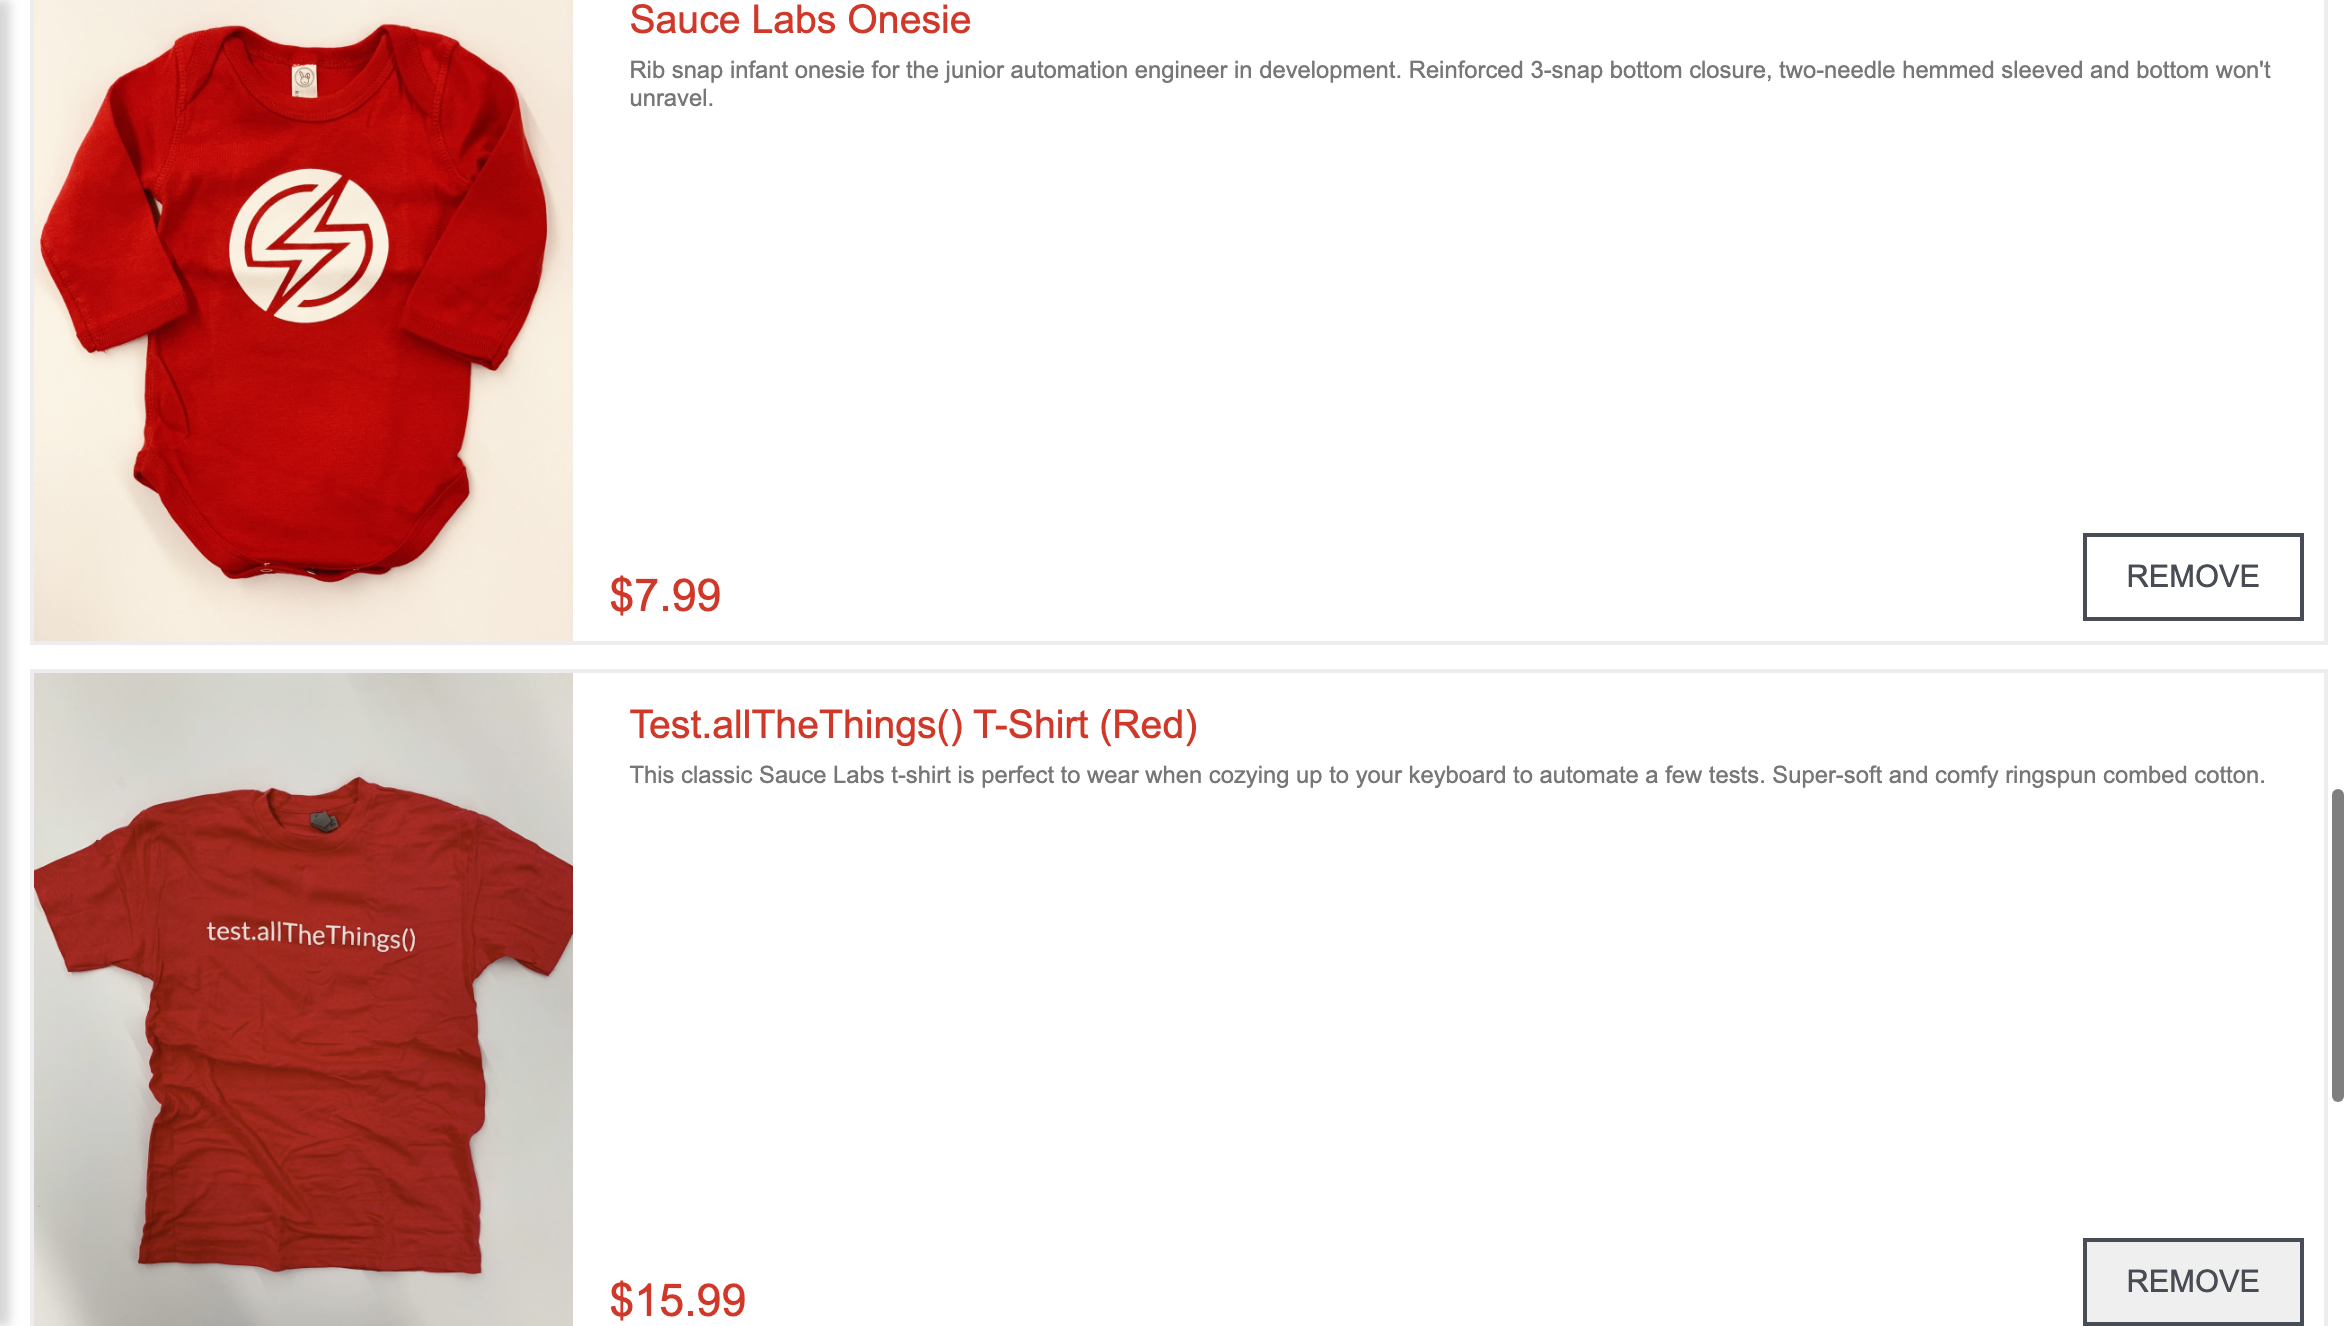 Sauce Labs Onesie
Rib snap infant onesie for the junior automation engineer in development. Reinforced 3-snap bottom closure, two-needle hemmed sleeved and bottom won't
unravel.
$7.99
REMOVE
Test.allTheThings() T-Shirt (Red)
This classic Sauce Labs t-shirt is perfect to wear when cozying up to your keyboard to automate a few tests. Super-soft and comfy ringspun combed cotton.
test.allTheThings()
$15.99
REMOVE